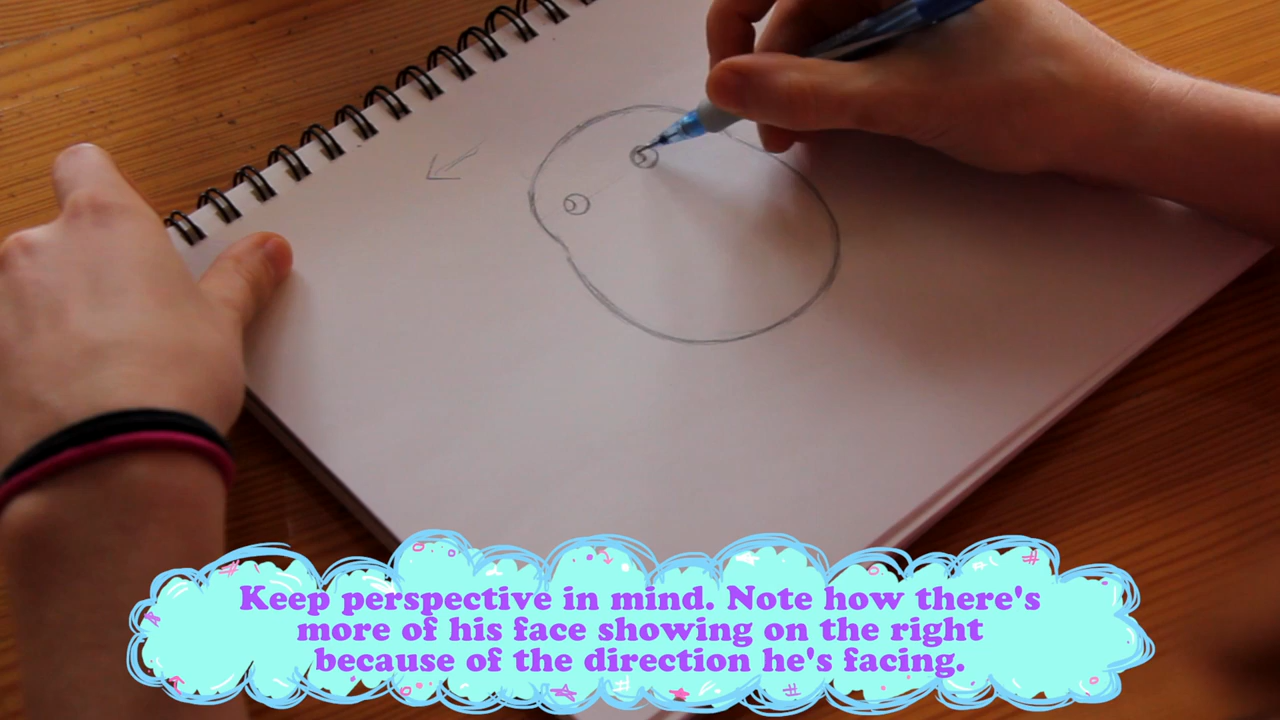 Keep perspective in mind. Note how there's
more of his face showing on the right
because of the direction he's facing.